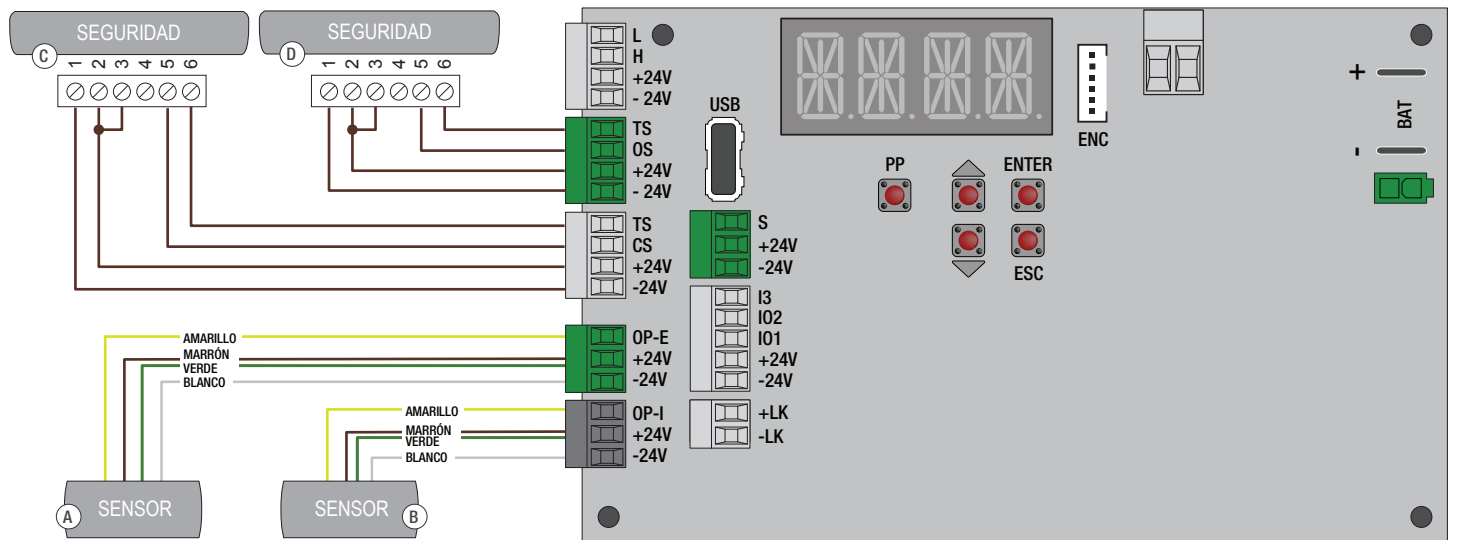 SEGURIDAD
C
1 2 3 4 5 6
SEGURIDAD
D
1 2 3 4 5 6
L
H
+24V
- 24V
TS
OS
+24V
- 24V
TS
CS
+24V
-24V
OP-E
+24V
-24V
OP-I
+24V
-24V
USB
S
+24V
-24V
I3
IO2
IO1
+24V
-24V
+LK
-LK
PP
ENTER
ESC
ENC
+
BAT
-
AMARILLO
MARRÓN
VERDE
BLANCO
AMARILLO
MARRÓN
VERDE
BLANCO
A
SENSOR
SENSOR
B